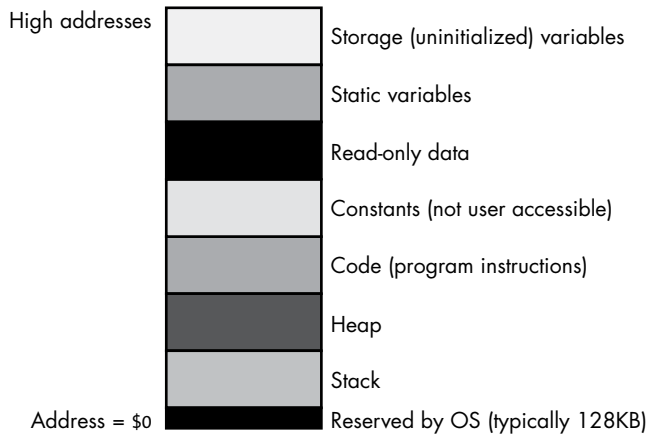 High addresses
Storage (uninitialized) variables
Static variables
Read-only data
Constants (not user accessible)
Code (program instructions)
Heap
Stack
Address = $0
Reserved by OS (typically 128KB)